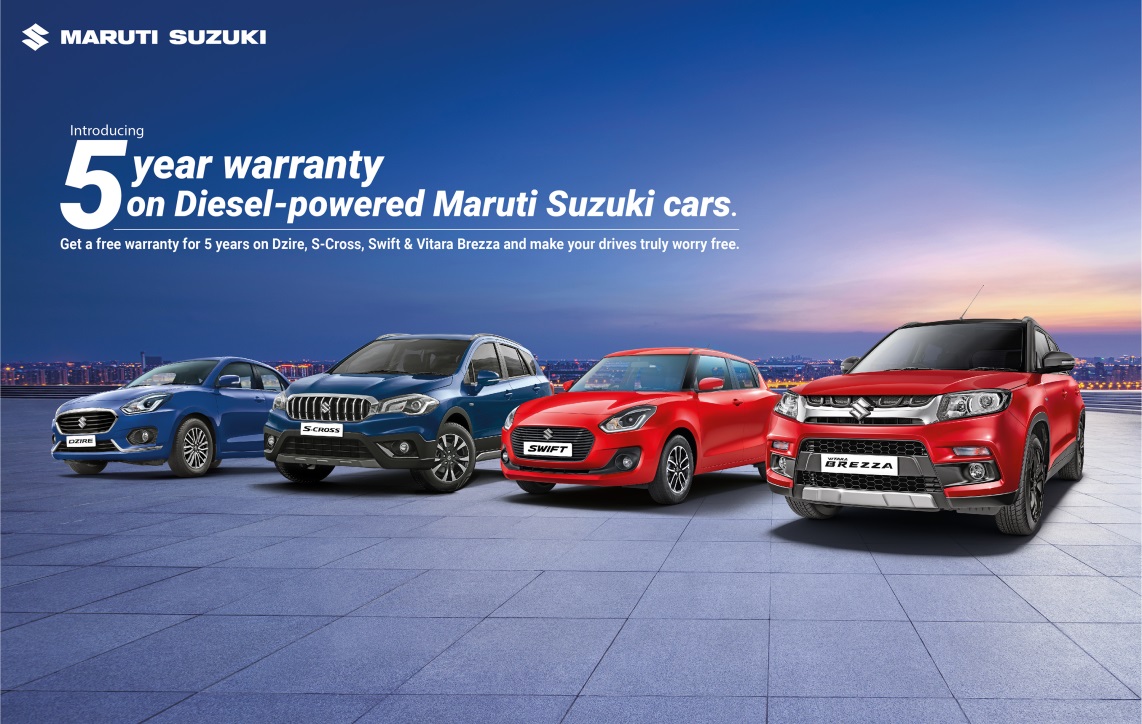 MARUTI SUZUKI
Introducing
5 year warranty
on Diesel-powered Maruti Suzuki cars.
Get a free warranty for 5 years on Dzire, S-Cross, Swift & Vitara Brezza and make your drives truly worry free.
DZIRE
S-CROSS
SWIFT
VITARA
BREZZA